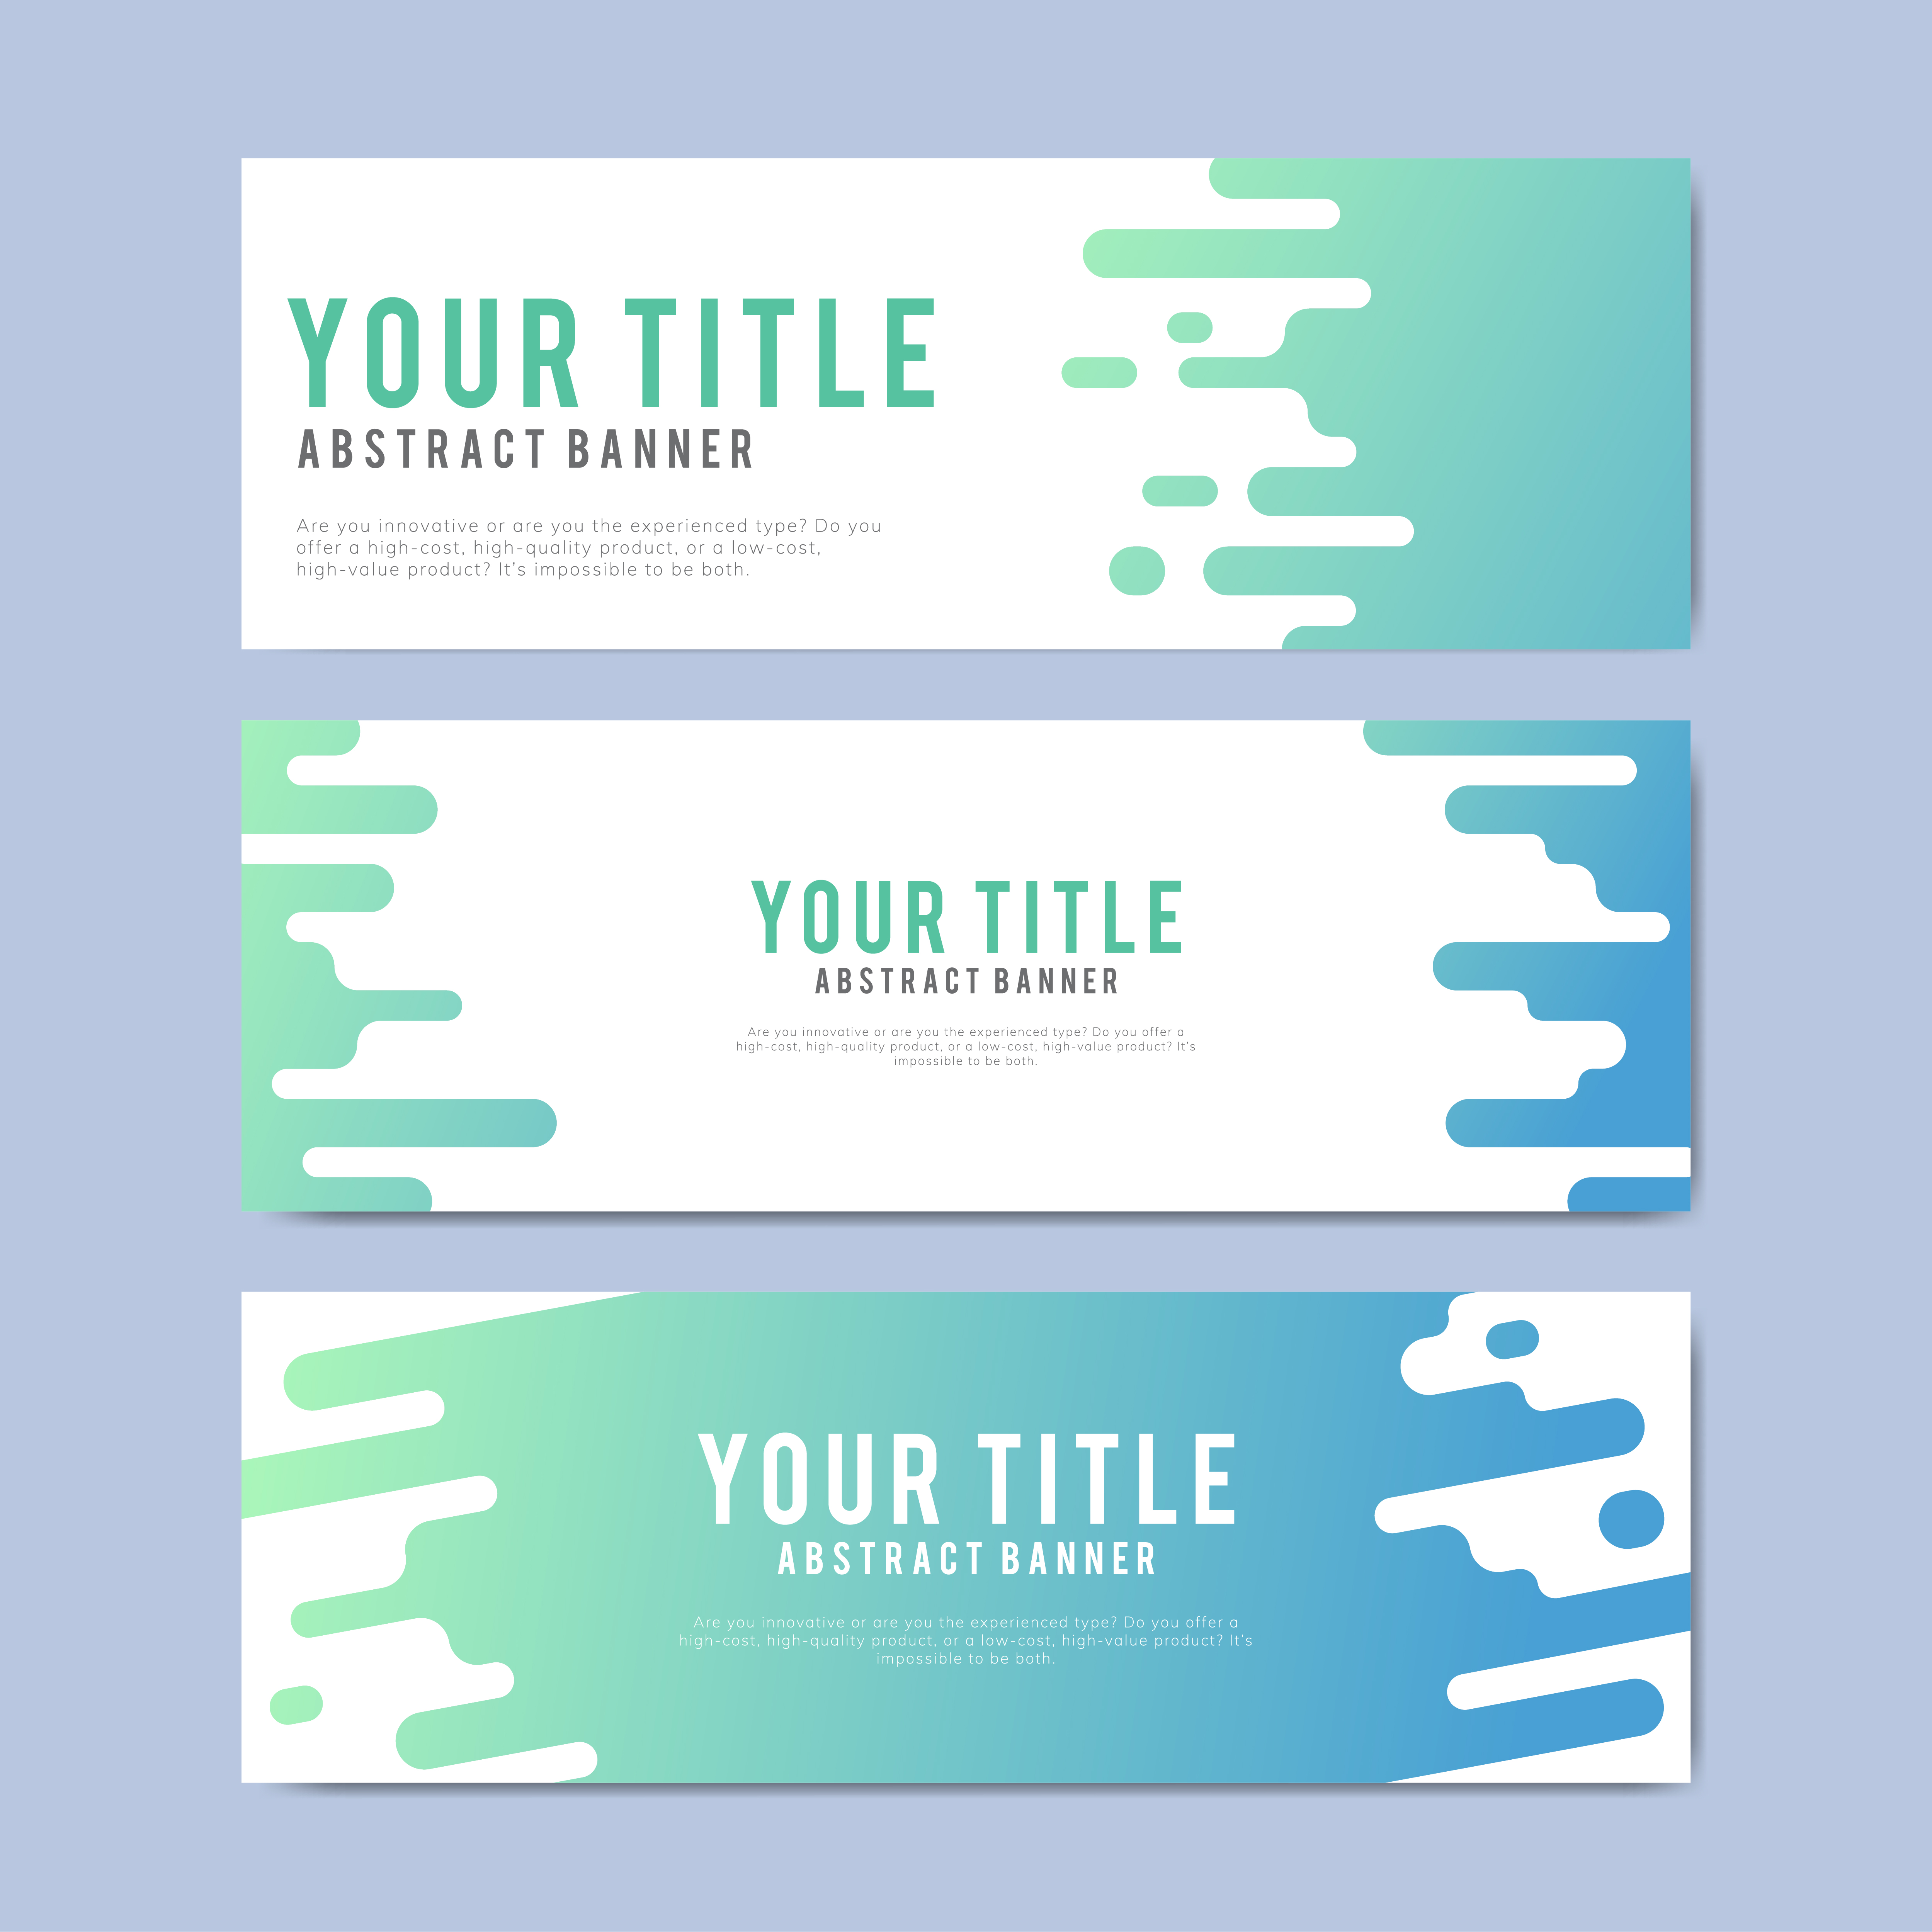 YOUR TITLE
ABSTRACT BANNER
Are you innovative or are you the experienced type? Do you
offer a high-cost, high-quality product, or a low-cost,
high-value product? It's impossible to be both.
YOUR TITLE
ABSTRACT BANNER
Are you innovative or are you the experienced type? Do you offer a
high-cost, high-quality product, or a low-cost, high-value product? It's
impossible to be both.
YOUR TITLE
ABSTRACT BANNER
Are you innovative or are you the experienced type? Do you offer a
high-cost, high-quality product, or a low-cost, high-value product? It's
impossible to be both.